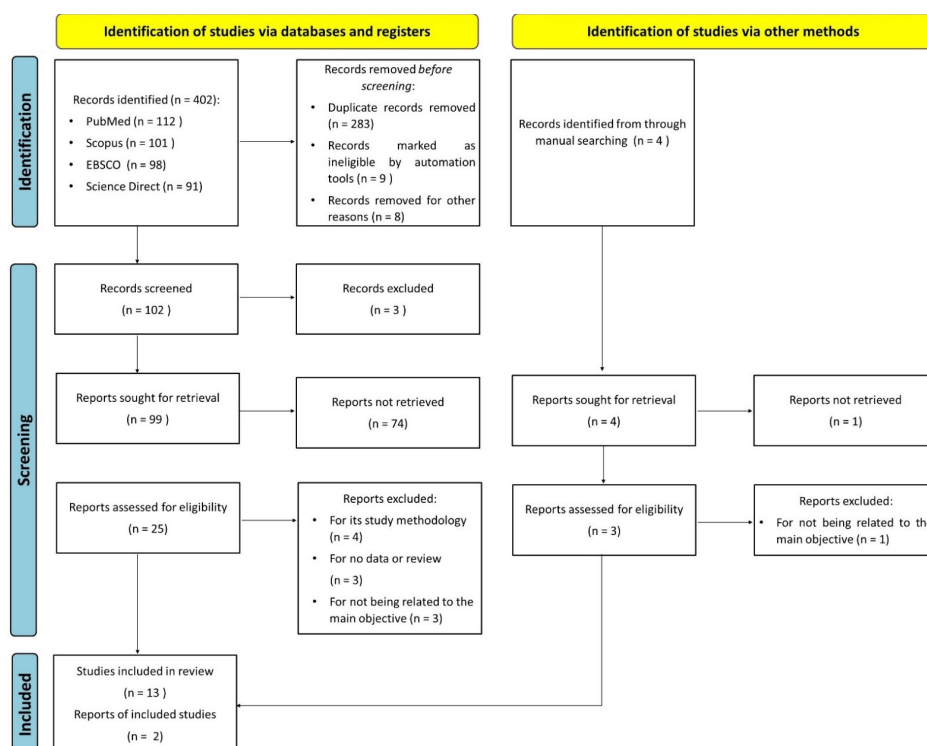 Identification of studies via databases and registers
Identification of studies via other methods
Identification
Records identified (n = 402):
• PubMed (n = 112 )
• Scopus (n = 101 )
• EBSCO (n = 98)
• Science Direct (n = 91)
Records removed before
screening:
• Duplicate records removed
(n = 283)
• Records marked as
ineligible by automation
tools (n = 9 )
• Records removed for other
reasons (n = 8)
Records identified from through
manual searching (n = 4 )
Screening
Records screened
(n = 102 )
Records excluded
(n = 3 )
Reports sought for retrieval
(n = 99 )
Reports not retrieved
(n = 74)
Reports sought for retrieval
(n = 4)
Reports not retrieved
(n = 1)
Reports assessed for eligibility
(n = 25)
Reports excluded:
• For its study methodology
(n = 4)
• For no data or review
(n = 3)
• For not being related to the
main objective (n = 3)
Reports assessed for eligibility
(n = 3)
Reports excluded:
• For not being related to the
main objective (n = 1)
Included
Studies included in review
(n = 13 )
Reports of included studies
(n = 2)